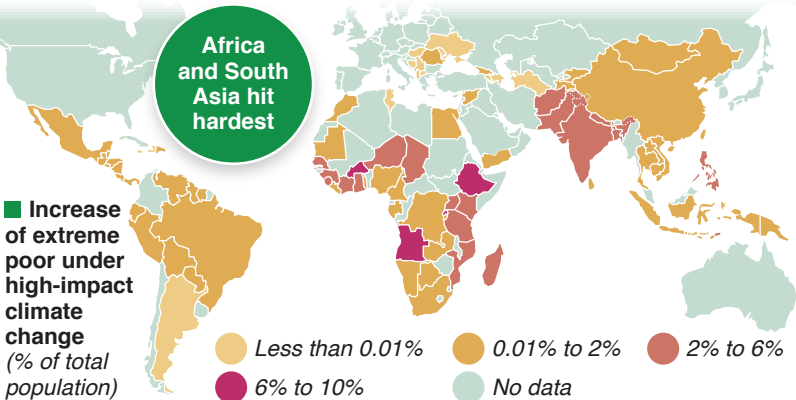 Africa
and South
Asia hit
hardest
Increase
of extreme
poor under
high-impact
climate
change
(% of total
population)
Less than 0.01%
0.01% to 2%
2% to 6%
6% to 10%
No data